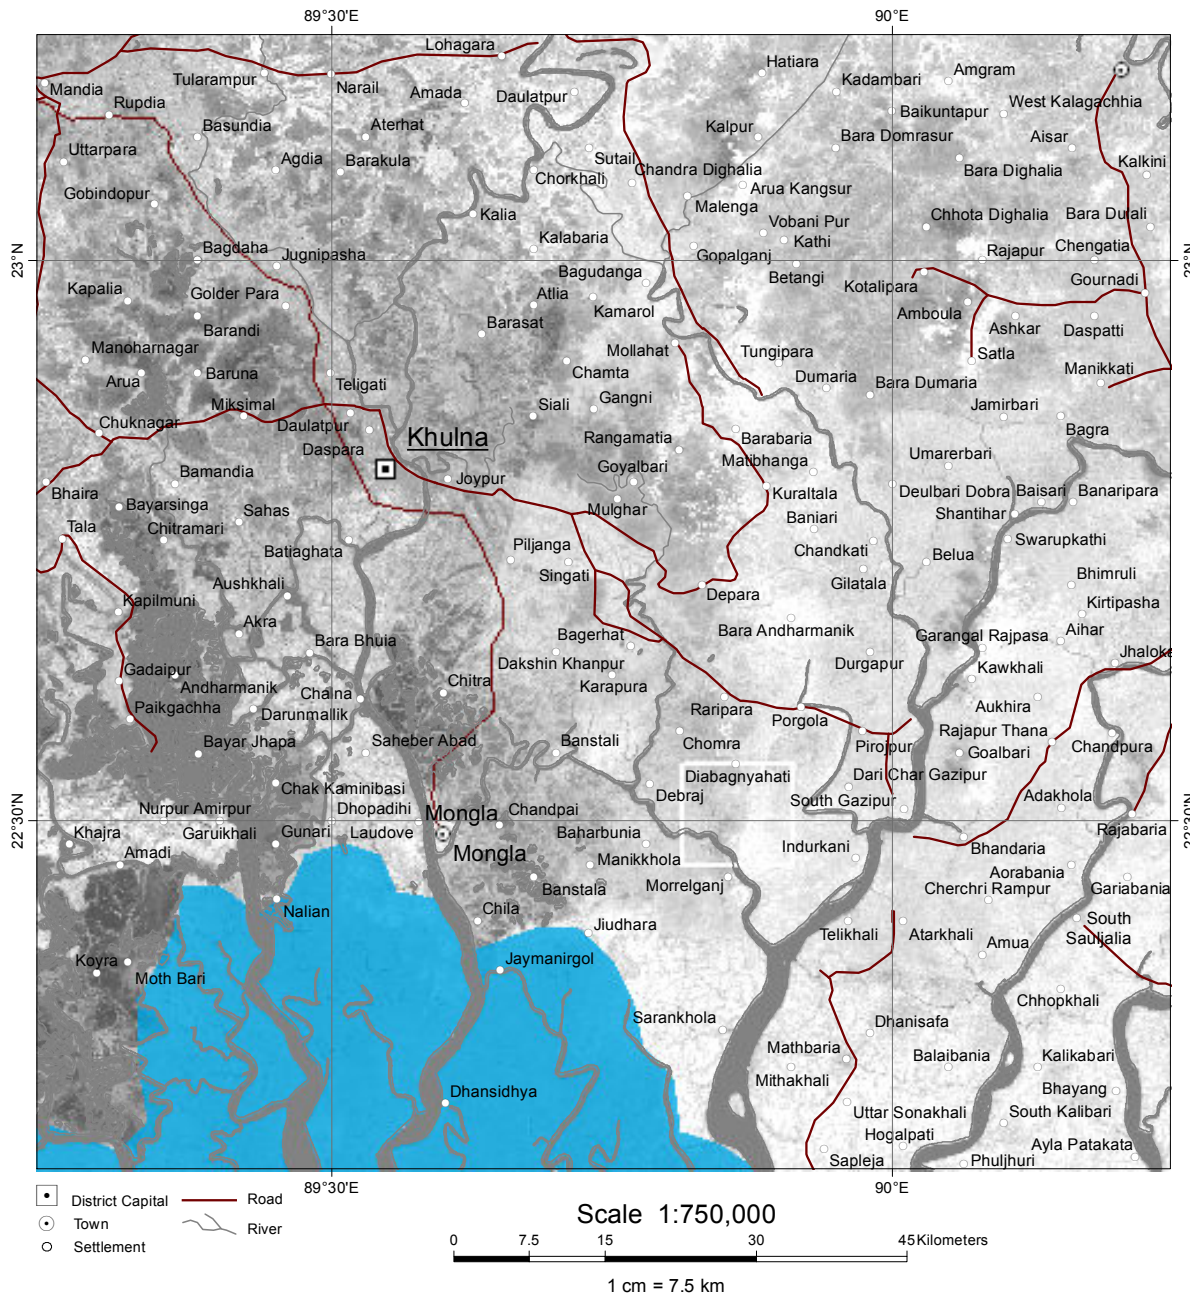 89°30'E
90°E
Lohagara
Hatiara
Tularampur
Narail
Amada
Daulatpur
Kadambari
Amgram
Mandia
Rupdia
Baikuntapur
West Kalagachhia
Basundia
Aterhat
Kalpur
Bara Domrasur
Aisar
Uttarpara
Agdia
Barakula
Sutail
Chandra Dighalia
Bara Dighalia
Kalkini
Chorkhali
Gobindopur
Arua Kangsur
Malenga
Kalia
Vobani Pur
Chhota Dighalia
Kalabaria
Kathi
Bagdaha
Jugnipasha
Gopalganj
Rajapur
Chengatia
23°N
23°N
Bagudanga
Betangi
Kapalia
Golder Para
Atlia
Kotalipara
Gournadi
Kamarol
Amboula
Barandi
Barasat
Ashkar
Daspatti
Manoharnagar
Mollahat
Tungipara
Satla
Arua
Baruna
Teligati
Chamta
Dumaria
Bara Dumaria
Manikkati
Miksimal
Siali
Gangni
Jamirbari
Chuknagar
Daulatpur
Khulna
Rangamatia
Barabaria
Bagra
Daspara
Matibhanga
Umarerbari
Bamandia
Joypur
Goyalbari
Bhaira
Kuraltala
Deulbari Dobra
Baisari
Banaripara
Bayarsinga
Sahas
Mulghar
Baniari
Shantihar
Tala
Chitramari
Batiaghata
Piljanga
Chandkati
Belua
Swarupkathi
Singati
Gilatala
Bhimruli
Aushkhali
Depara
Kapilmuni
Kirtipasha
Akra
Bara Bhuia
Bagerhat
Bara Andharmanik
Garangal Rajpasa
Aihar
Gadaipur
Dakshin Khanpur
Durgapur
Kawkhali
Andharmanik
Chalna
Chitra
Karapura
Paikgachha
Darunmallik
Raripara
Porgola
Aukhira
Bayar Jhapa
Saheber Abad
Banstali
Chomra
Pirojpur
Rajapur Thana
Goalbari
Chandpura
Chak Kaminibasi
Diabagnyahati
Dari Char Gazipur
Debraj
South Gazipur
Nurpur Amirpur
Dhopadihi
Mongla
Chandpai
Adakhola
22°30'N
22°30'N
Khajra
Garuikhali
Gunari
Laudove
Baharbunia
Rajabaria
Amadi
Mongla
Manikkhola
Indurkani
Bhandaria
Aorabania
Banstala
Morrelganj
Cherchri Rampur
Gariabania
Nalian
Chila
Jiudhara
Telikhali
Atarkhali
South
Sauljalia
Amua
Koyra
Moth Bari
Jaymanirgol
Chhopkhali
Sarankhola
Dhanisafa
Mathbaria
Balaibania
Kalikabari
Mithakhali
Bhayang
Dhansidhya
Uttar Sonakhali
South Kalibari
Hogalpati
Ayla Patakata
Sapleja
Phuljhuri
89°30'E
90°E
District Capital
Road
Town
River
Settlement
Scale 1:750,000
0 7.5 15 30 45 Kilometers
1 cm = 7.5 km